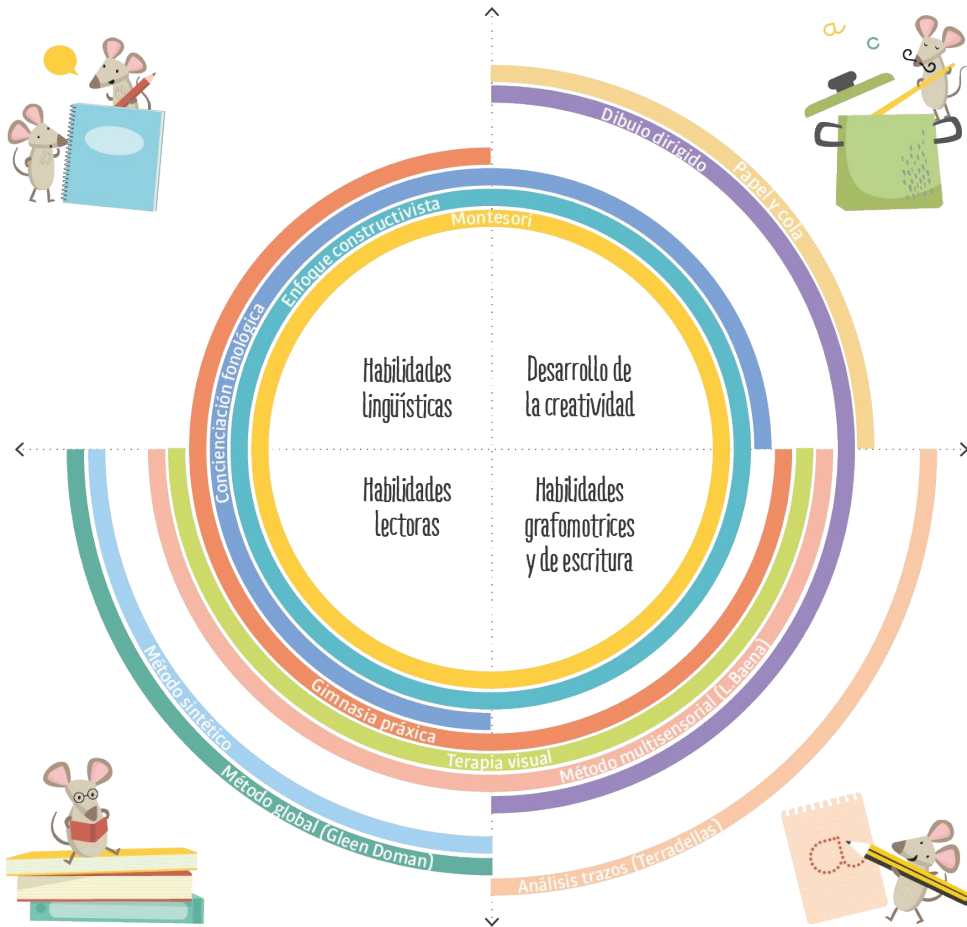 a
c
Dibujo dirigido
Papel y cola
Montesori
Enfoque constructivista
Concienciación fonológica
Habilidades
lingüísticas
Desarrollo de
la creatividad
Habilidades
lectoras
Habilidades
grafomotrices
y de escritura
Gimnasia práxica
Terapia visual
Método multisensorial (L.Baena)
Método sintético
Método global (Gleen Doman)
Análisis trazos (Terradellas)
a